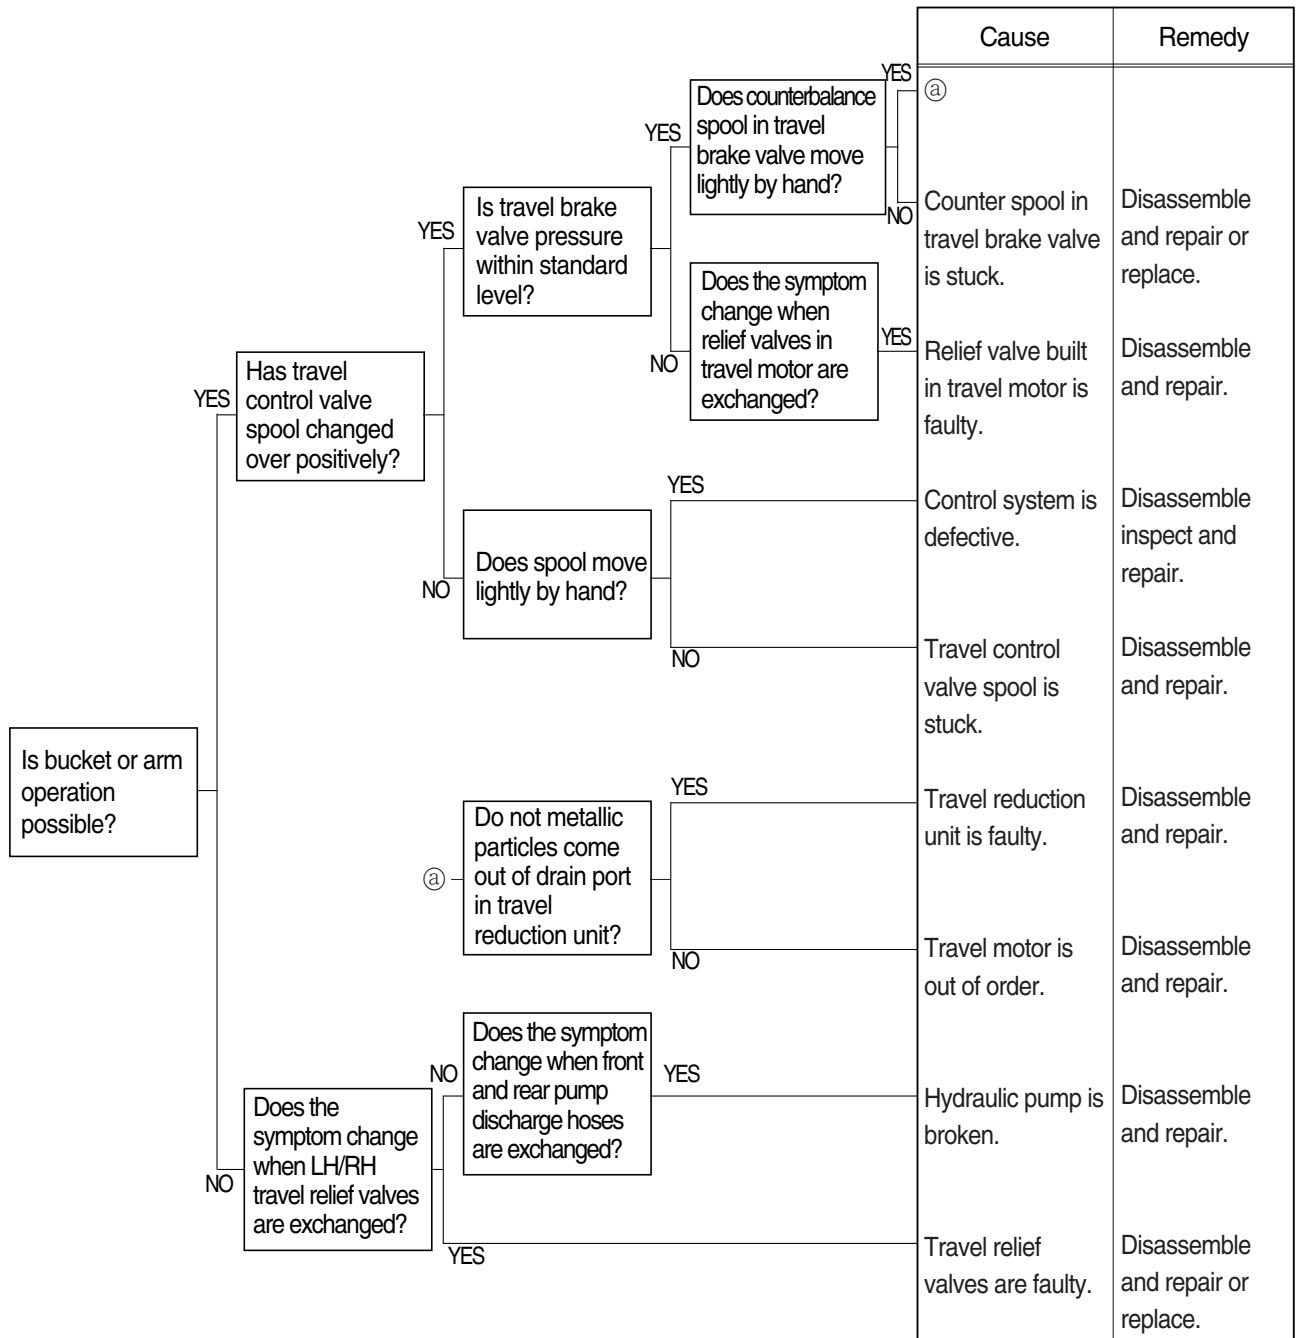 Cause
Remedy
YES
ⓐ
Does counterbalance
spool in travel
brake valve move
lightly by hand?
YES
NO
Counter spool in
travel brake valve
is stuck.
Disassemble
and repair or
replace.
Is travel brake
valve pressure
within standard
level?
YES
Does the symptom
change when
relief valves in
travel motor are
exchanged?
NO
YES
Relief valve built
in travel motor is
faulty.
Disassemble
and repair.
Has travel
control valve
spool changed
over positively?
YES
Does spool move
lightly by hand?
NO
YES
Control system is
defective.
Disassemble
inspect and
repair.
NO
Travel control
valve spool is
stuck.
Disassemble
and repair.
Is bucket or arm
operation
possible?
ⓐ
Do not metallic
particles come
out of drain port
in travel
reduction unit?
YES
Travel reduction
unit is faulty.
Disassemble
and repair.
NO
Travel motor is
out of order.
Disassemble
and repair.
NO
Does the
symptom change
when LH/RH
travel relief valves
are exchanged?
NO
Does the symptom
change when front
and rear pump
discharge hoses
are exchanged?
YES
Hydraulic pump is
broken.
Disassemble
and repair.
YES
Travel relief
valves are faulty.
Disassemble
and repair or
replace.